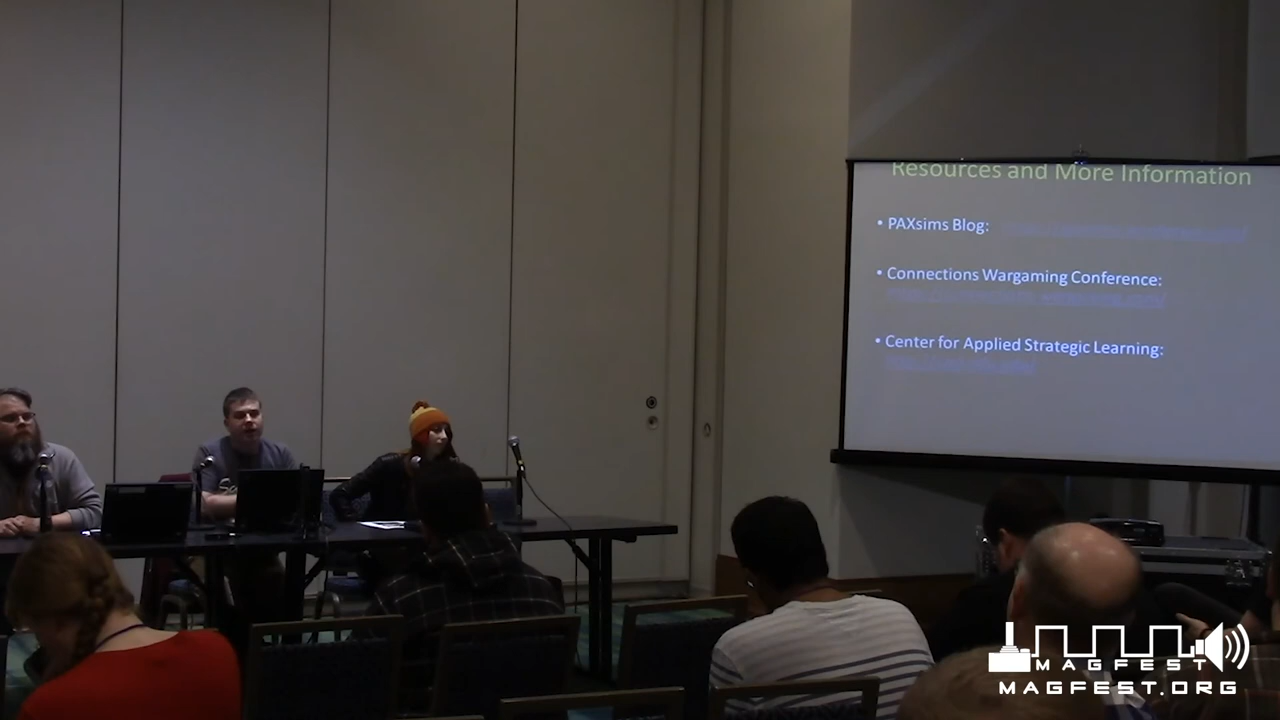 Resources and More Information
• PAXsims Blog:
• Connections Wargaming Conference:
• Center for Applied Strategic Learning:
MAGFEST
MAGFEST.ORG